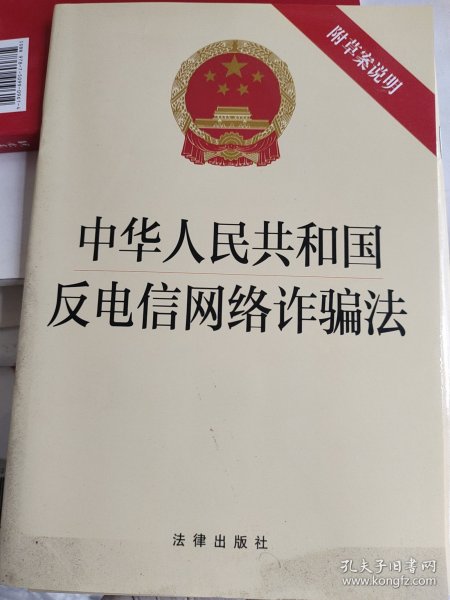 附草案说明
中华人民共和国
反电信网络诈骗法
法律出版社
孔夫子旧书网
www.kongfz.com